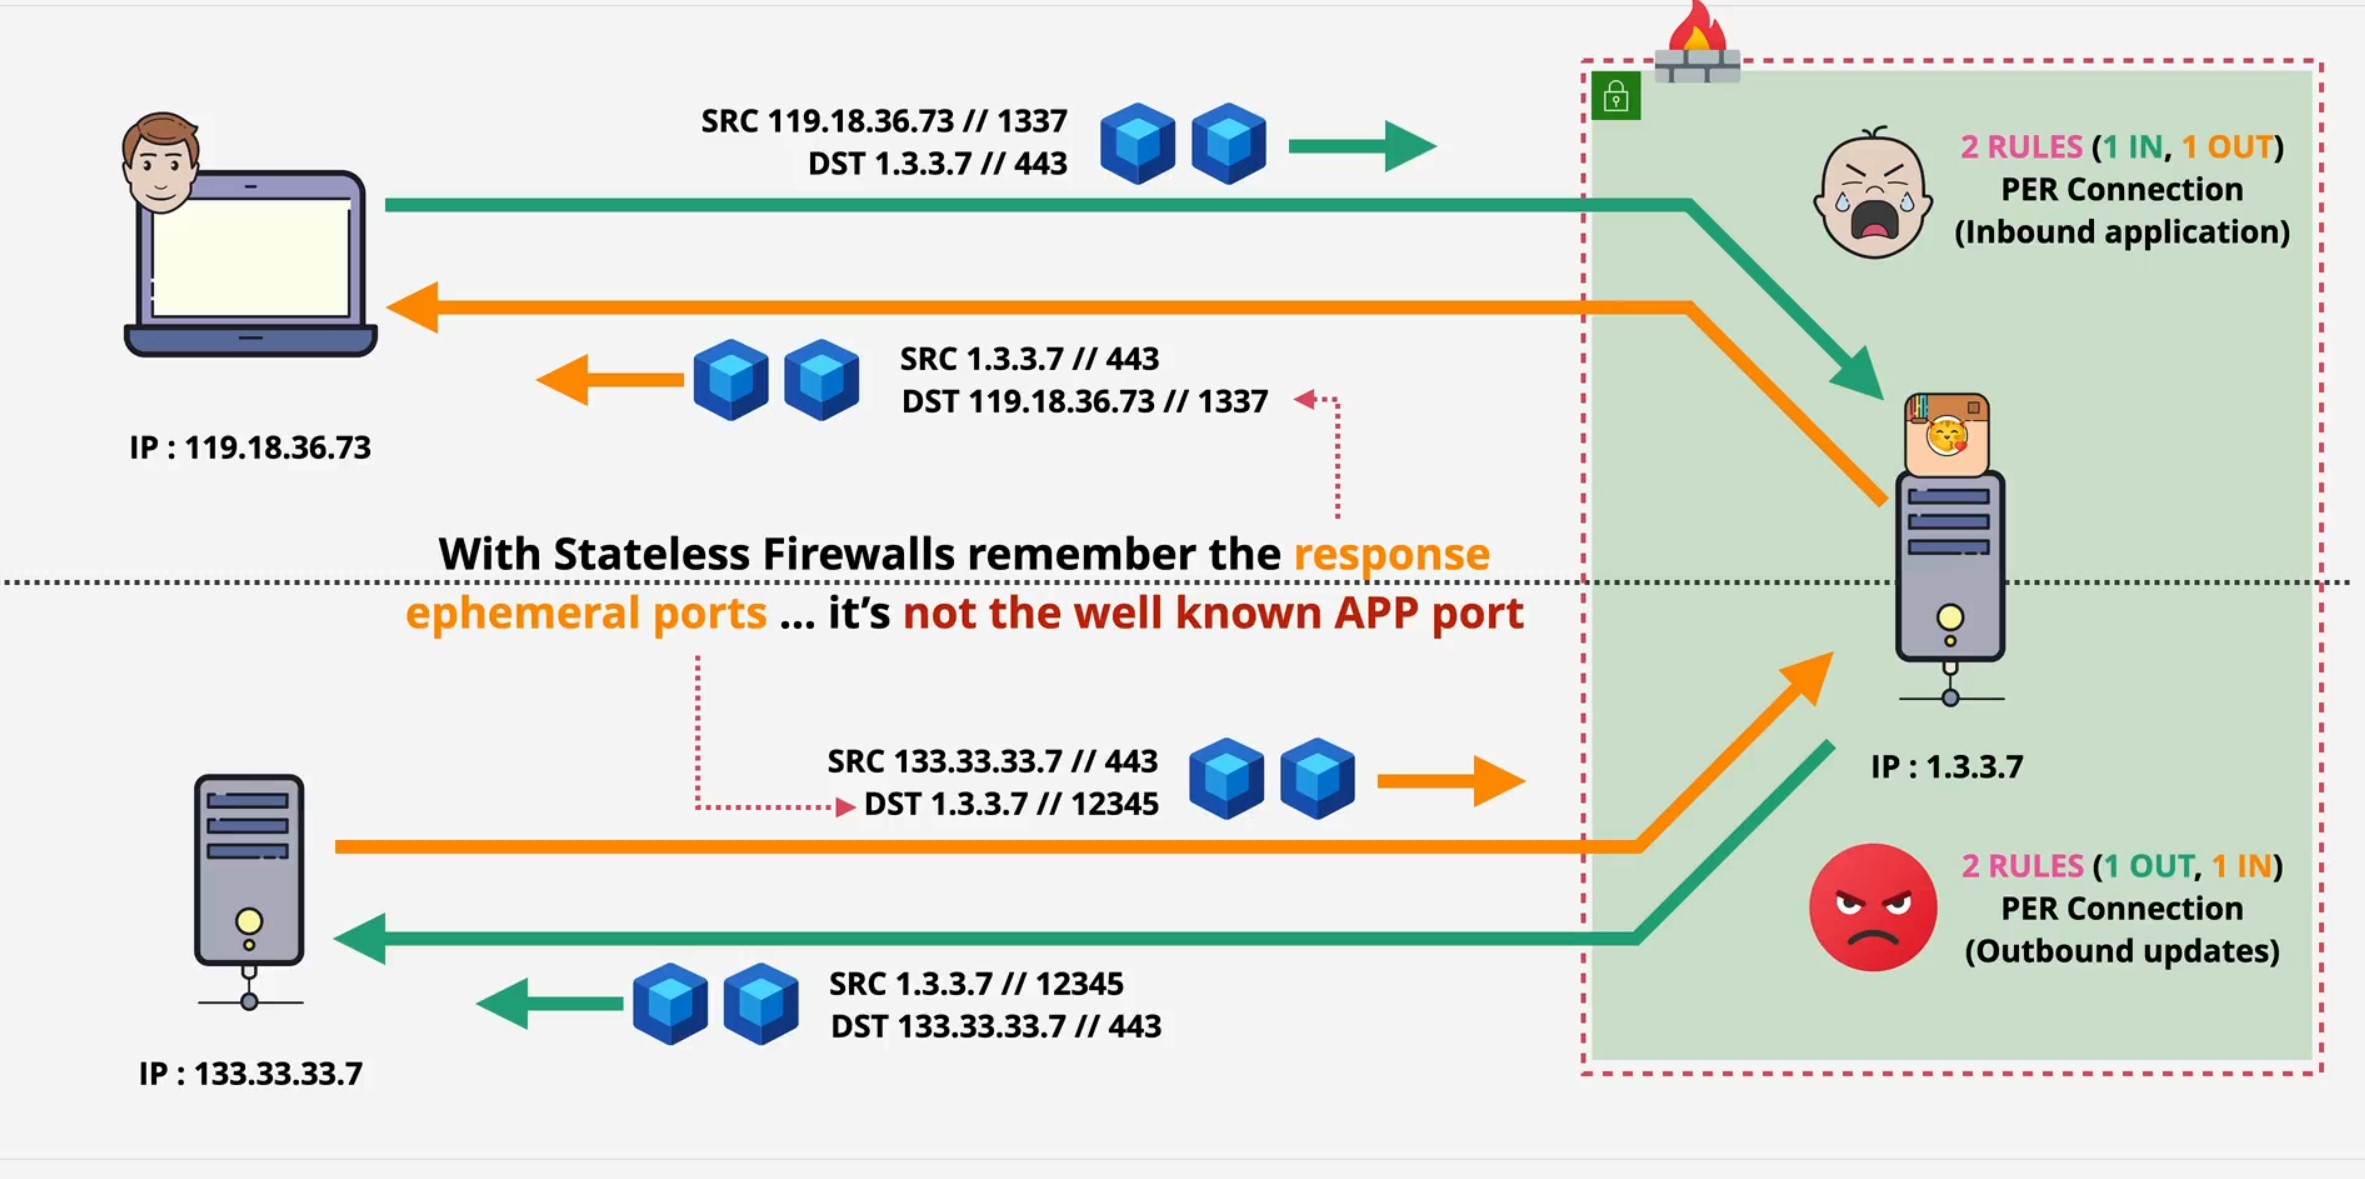 SRC 119.18.36.73 // 1337
DST 1.3.3.7 // 443
2 RULES (1 IN, 1 OUT)
PER Connection
(Inbound application)
SRC 1.3.3.7 // 443
DST 119.18.36.73 // 1337
IP : 119.18.36.73
With Stateless Firewalls remember the response
ephemeral ports ... it's not the well known APP port
SRC 133.33.33.7 // 443
DST 1.3.3.7 // 12345
IP : 1.3.3.7
2 RULES (1 OUT, 1 IN)
PER Connection
(Outbound updates)
SRC 1.3.3.7 // 12345
DST 133.33.33.7 // 443
IP : 133.33.33.7